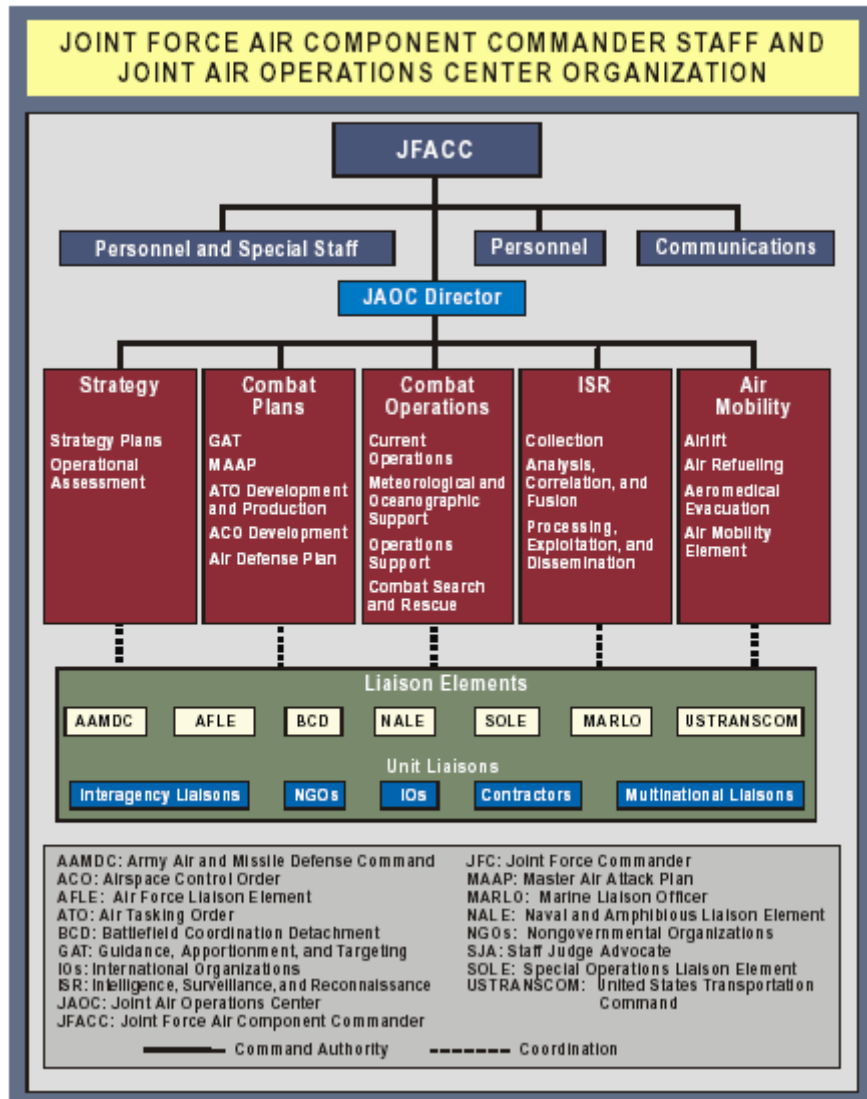 JOINT FORCE AIR COMPONENT COMMANDER STAFF AND
JOINT AIR OPERATIONS CENTER ORGANIZATION
JFACC
Personnel and Special Staff
Personnel
Communications
JAOC Director
Strategy
Strategy Plans
Operational
Assessment
Combat
Plans
GAT
MAAP
ATO Development
and Production
ACO Development
Air Defense Plan
Combat
Operations
Current
Operations
Meteorological and
Oceanographic
Support
Operations
Support
Combat Search
and Rescue
ISR
Collection
Analysis,
Correlation, and
Fusion
Processing,
Exploitation, and
Dissemination
Air
Mobility
Airlift
Air Refueling
Aeromedical
Evacuation
Air Mobility
Element
Liaison Elements
AAMDC
AFLE
BCD
NALE
SOLE
MARLO
USTRANSCOM
Unit Liaisons
Interagency Liaisons
NGOs
IOs
Contractors
Multinational Liaisons
AAMDC: Army Air and Missile Defense Command
ACO: Airspace Control Order
AFLE: Air Force Liaison Element
ATO: Air Tasking Order
BCD: Battlefield Coordination Detachment
GAT: Guidance, Apportionment, and Targeting
IOs: International Organizations
ISR: Intelligence, Surveillance, and Reconnaissance
JAOC: Joint Air Operations Center
JFACC: Joint Force Air Component Commander
JFC: Joint Force Commander
MAAP: Master Air Attack Plan
MARLO: Marine Liaison Officer
NALE: Naval and Amphibious Liaison Element
NGOs: Nongovernmental Organizations
SJA: Staff Judge Advocate
SOLE: Special Operations Liaison Element
USTRANSCOM: United States Transportation
Command
Command Authority
Coordination